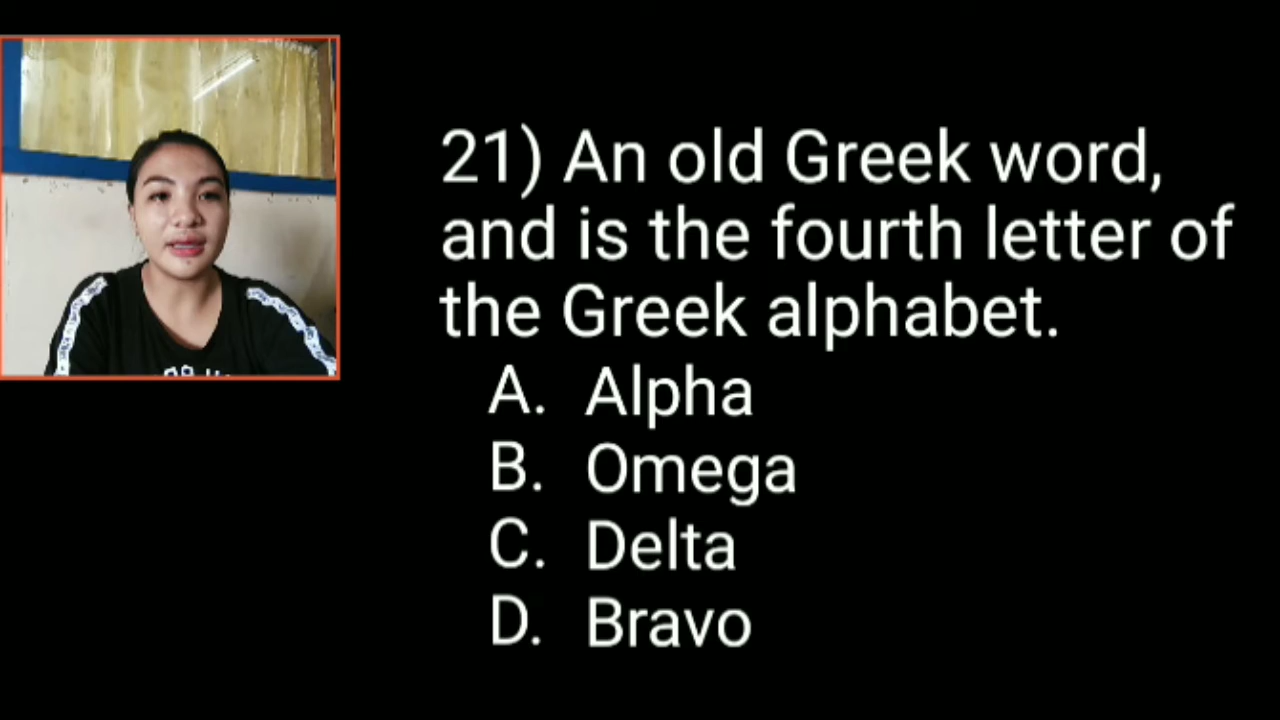 21) An old Greek word,
and is the fourth letter of
the Greek alphabet.
A. Alpha
B. Omega
C. Delta
D. Bravo